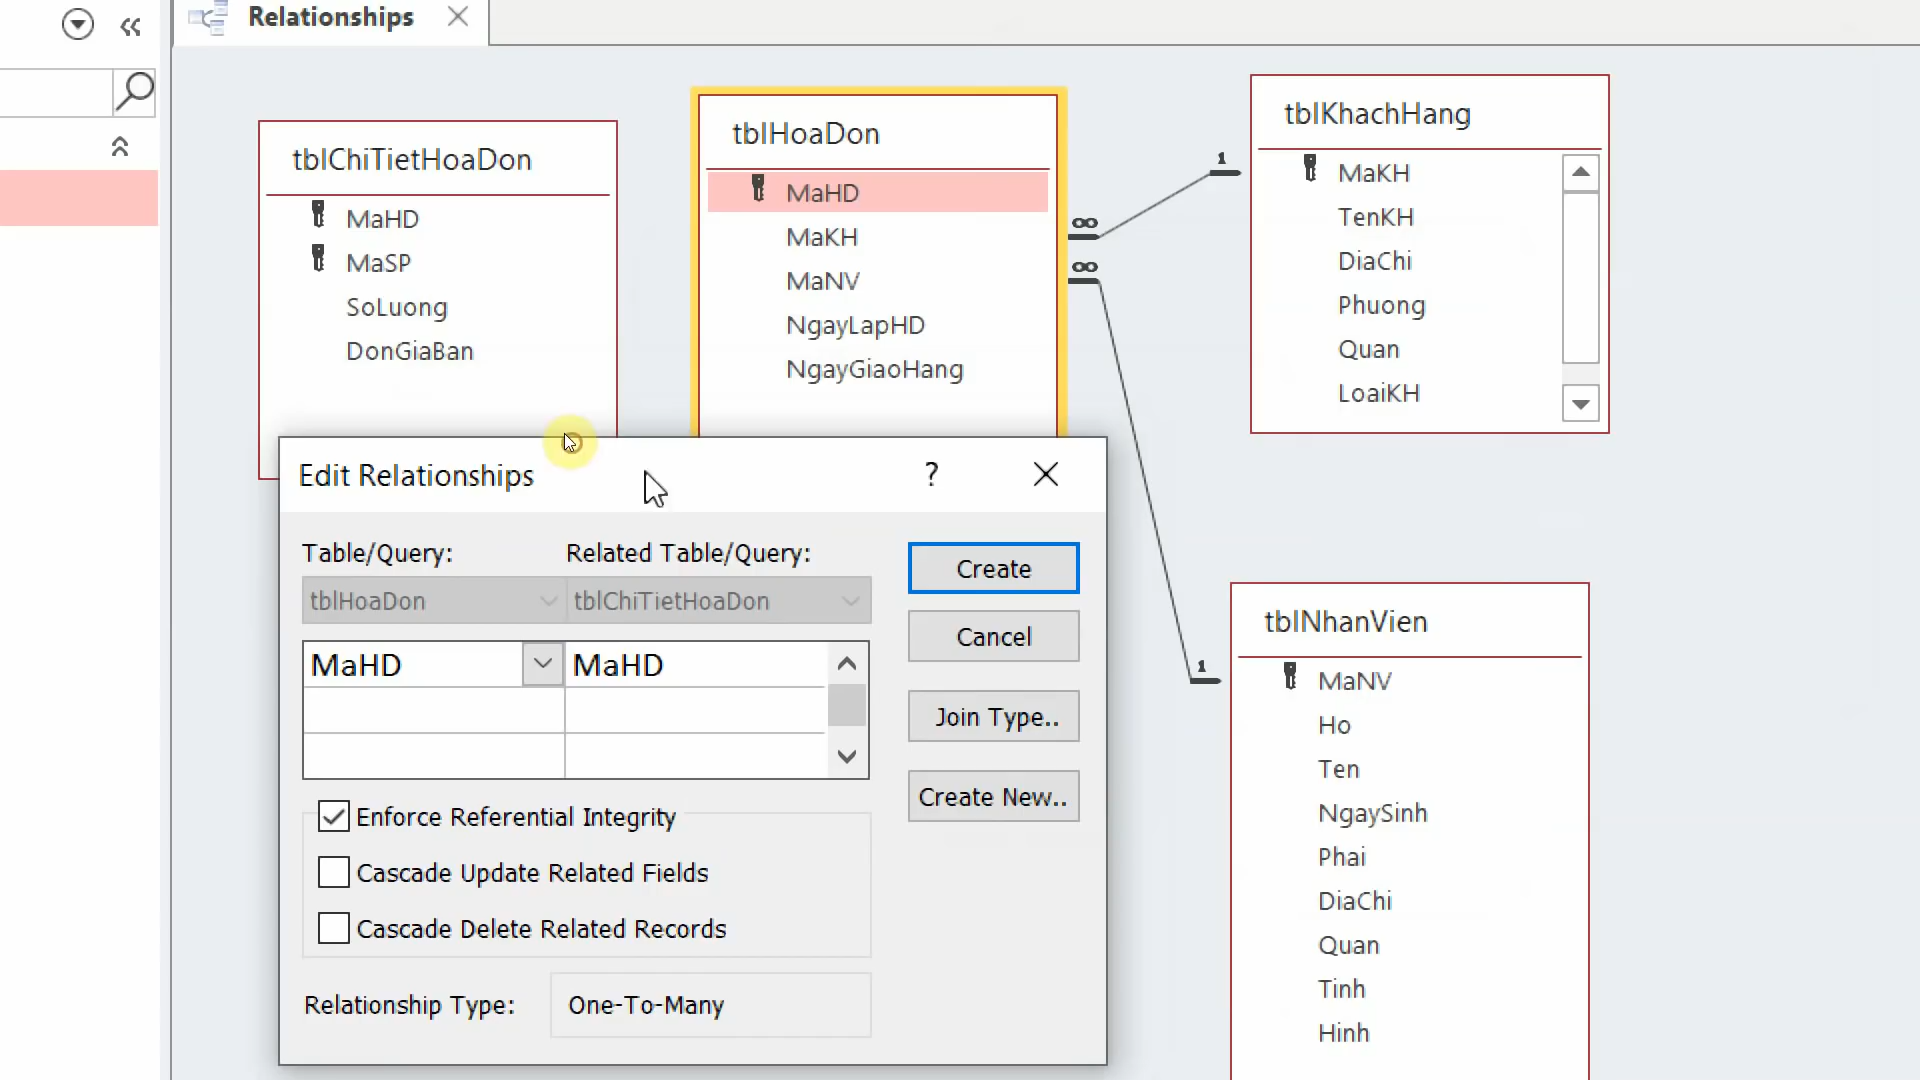 Relationships
tblChiTietHoaDon
MaHD
MaSP
SoLuong
DonGiaBan
tblHoaDon
MaHD
MaKH
MaNV
NgayLapHD
NgayGiaoHang
∞
∞
1
1
tblKhachHang
MaKH
TenKH
DiaChi
Phuong
Quan
LoaiKH
tblNhanVien
MaNV
Ho
Ten
NgaySinh
Phai
DiaChi
Quan
Tinh
Hinh
Edit Relationships
?
Table/Query: Related Table/Query:
tblHoaDon tblChiTietHoaDon
MaHD MaHD
Enforce Referential Integrity
Cascade Update Related Fields
Cascade Delete Related Records
Relationship Type: One-To-Many
Create
Cancel
Join Type..
Create New..